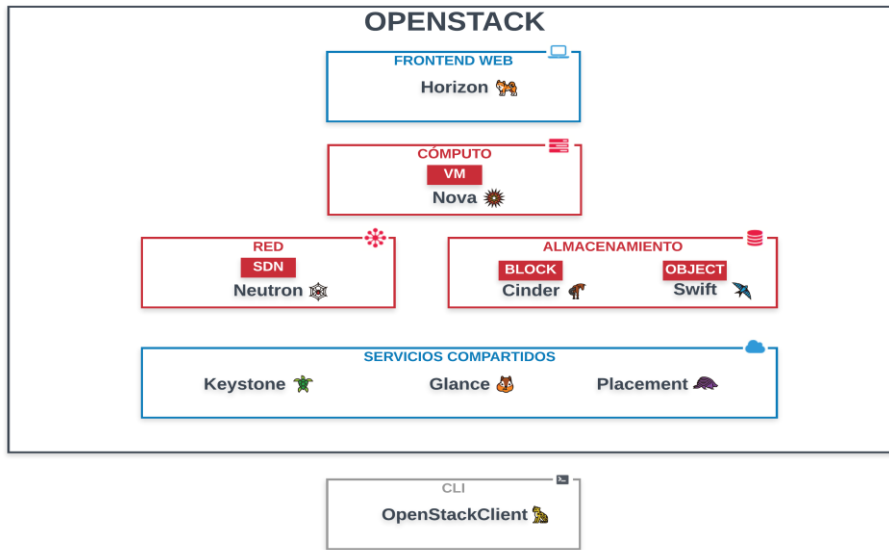 OPENSTACK
FRONTEND WEB
Horizon
CÓMPUTO
VM
Nova
RED
SDN
Neutron
ALMACENAMIENTO
BLOCK
OBJECT
Cinder
Swift
SERVICIOS COMPARTIDOS
Keystone
Glance
Placement
CLI
OpenStackClient